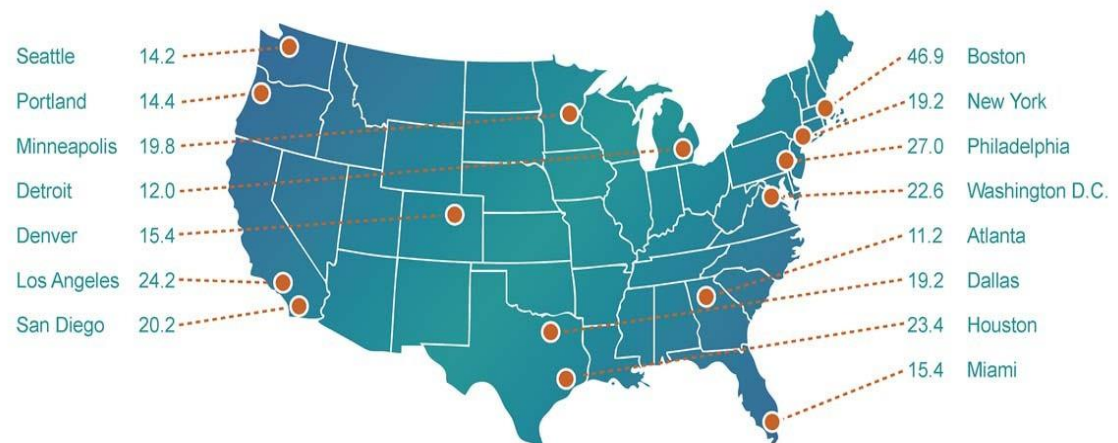 Seattle 14.2
Portland 14.4
Minneapolis 19.8
Detroit 12.0
Denver 15.4
Los Angeles 24.2
San Diego 20.2
46.9 Boston
19.2 New York
27.0 Philadelphia
22.6 Washington D.C.
11.2 Atlanta
19.2 Dallas
23.4 Houston
15.4 Miami